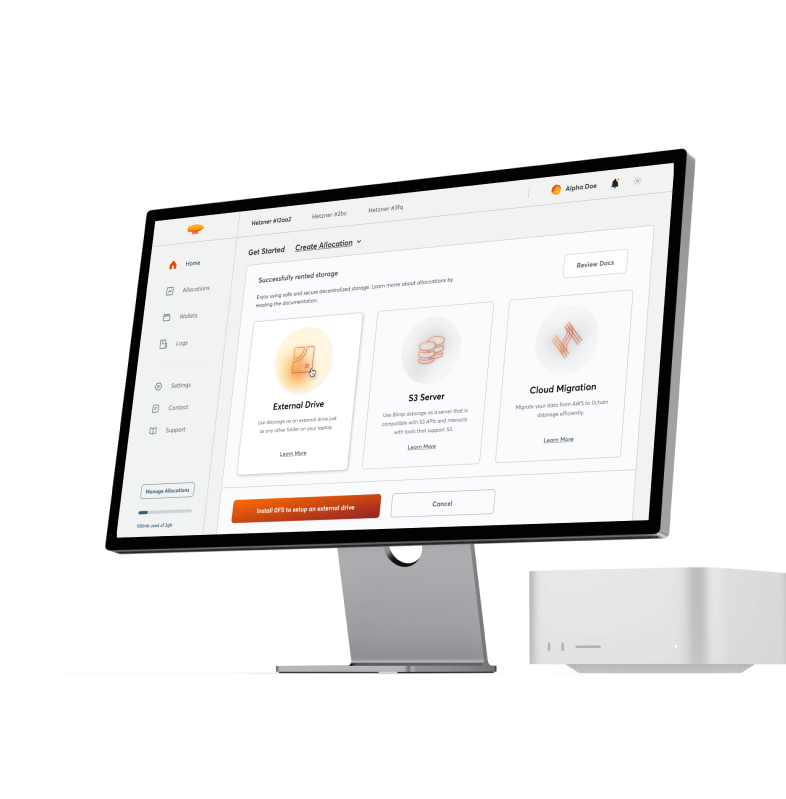 Hetzner #12aa2
Hetzner #2bc
Hetzner #3fq
Alpha Doe
Home
Allocations
Wallets
Logs
Settings
Contact
Support
Manage Allocations
100mb used of 2gb
Get Started
Create Allocation
Successfully rented storage
Enjoy using safe and secure decentralized storage. Learn more about alloccations by
reading the documentation.
Review Docs
External Drive
Use dstorage as an external drive just
as any other folder on your laptop
Learn More
S3 Server
Use Blimp dstorage as a server that is
compatible with S3 APIs and interacts
with tools that support S3.
Learn More
Cloud Migration
Migrate your data from AWS to 0chain
dstorage efficiently.
Learn More
Install 0FS to setup an external drive
Cancel